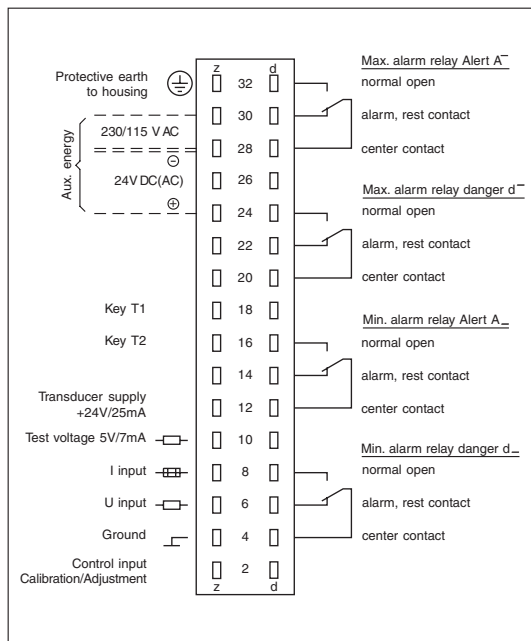 z d
Protective earth
to housing
Aux. energy
230/115 V AC
⊖
24V DC(AC)
⊕
Key T1
Key T2
Transducer supply
+24V/25mA
Test voltage 5V/7mA
I input
U input
Ground
Control input
Calibration/Adjustment
32
30
28
26
24
22
20
18
16
14
12
10
8
6
4
2
z d
Max. alarm relay Alert A¯
normal open
alarm, rest contact
center contact
Max. alarm relay danger d¯
normal open
alarm, rest contact
center contact
Min. alarm relay Alert A_
normal open
alarm, rest contact
center contact
Min. alarm relay danger d_
normal open
alarm, rest contact
center contact